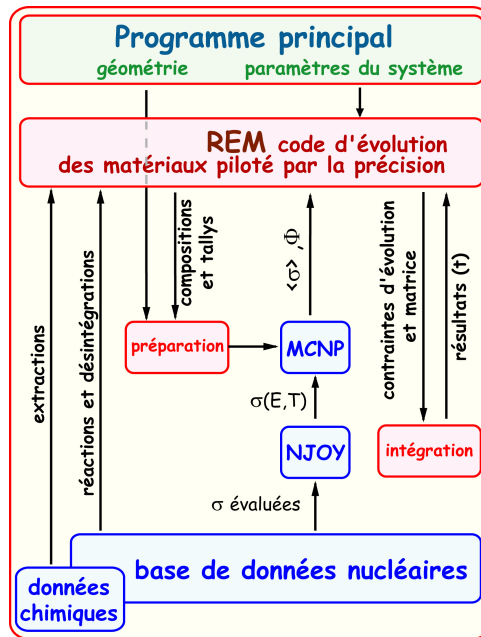 Programme principal
géométrie
paramètres du système
REM code d'évolution
des matériaux piloté par la précision
extractions
réactions et désintégrations
compositions
et tallys
<σ> ,Φ
contraintes d'évolution
et matrice
résultats (t)
préparation
MCNP
σ(E,T)
NJOY
intégration
σ évaluées
base de données nucléaires
données
chimiques